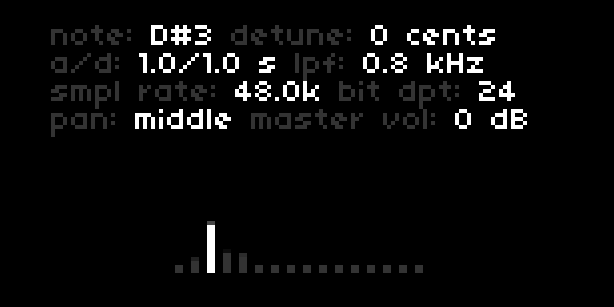 note: D#3 detune: 0 cents
a/d: 1.0/1.0 s lpf: 0.8 kHz
smpl rate: 48.0k bit dpt: 24
pan: middle master vol: 0 dB